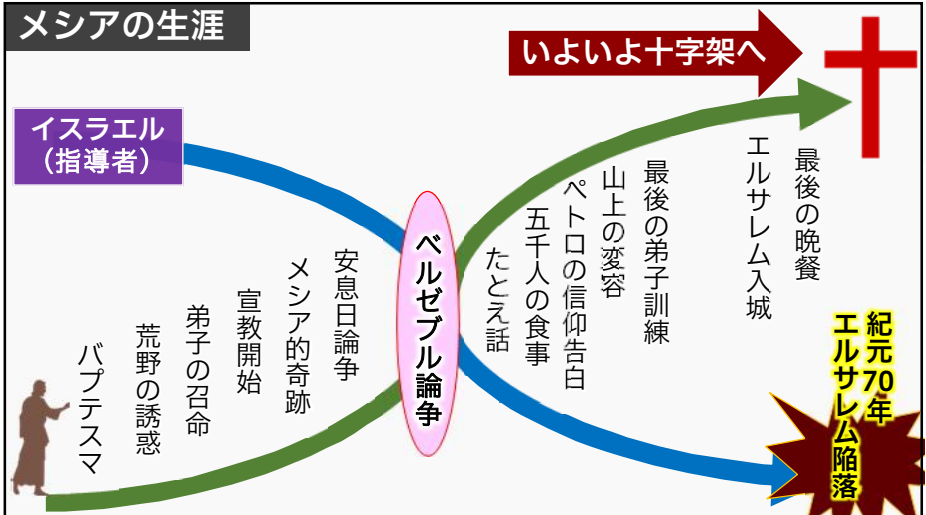 メシアの生涯
いよいよ十字架へ
イスラエル
（指導者）
バプテスマ
荒野の誘惑
弟子の召命
宣教開始
メシア的奇跡
安息日論争
ベルゼブル論争
たとえ話
五千人の食事
ペトロの信仰告白
山上の変容
最後の弟子訓練
エルサレム入城
最後の晩餐
紀元70年
エルサレム陥落